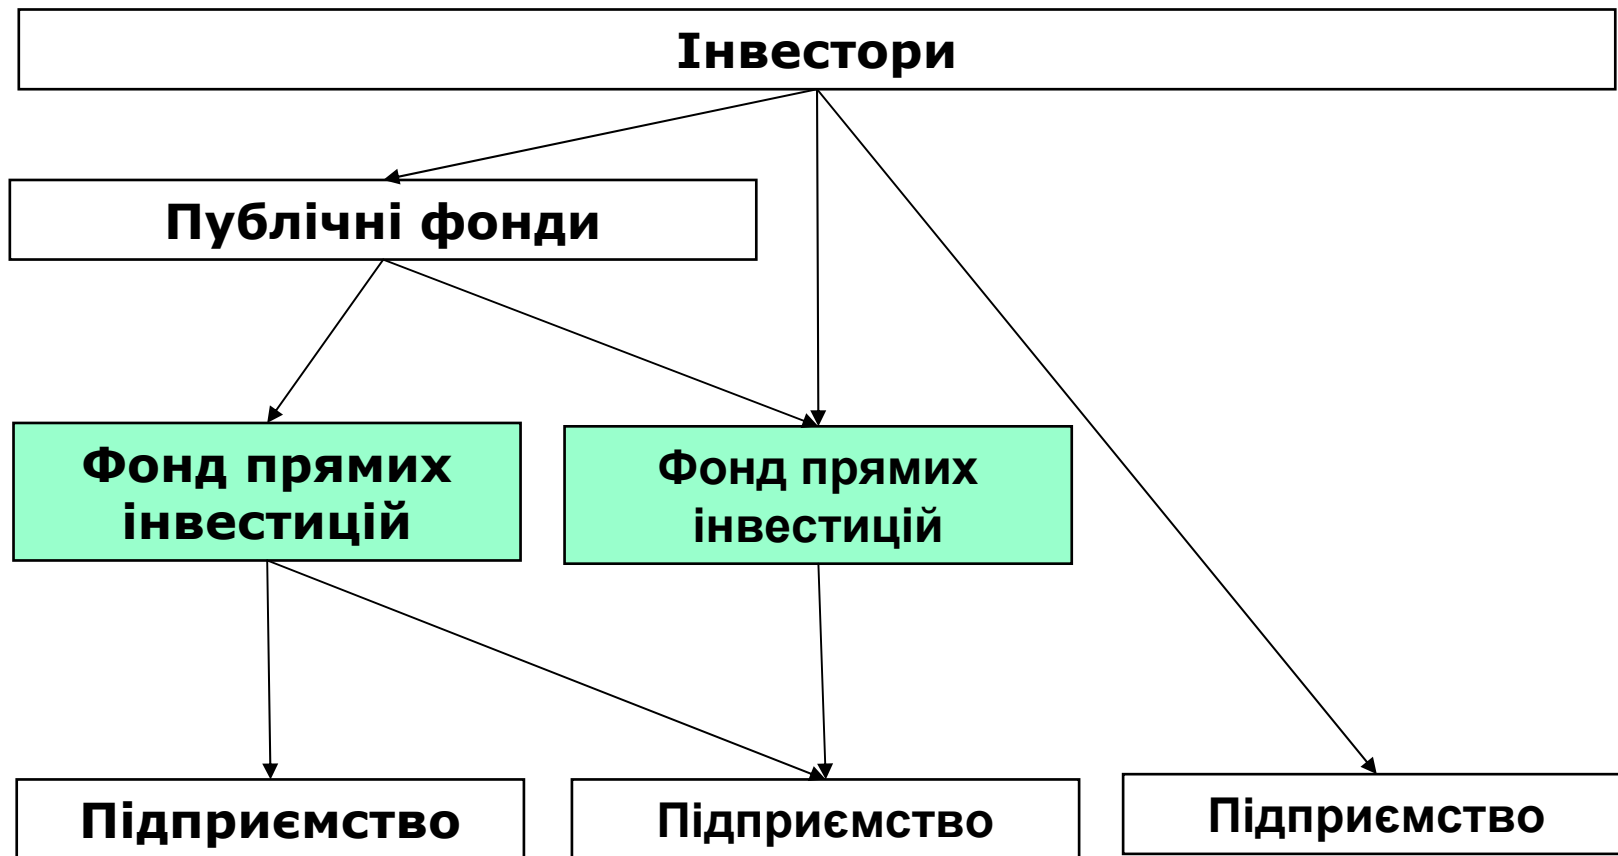 Інвестори
Публічні фонди
Фонд прямих
інвестицій
Фонд прямих
інвестицій
Підприємство
Підприємство
Підприємство